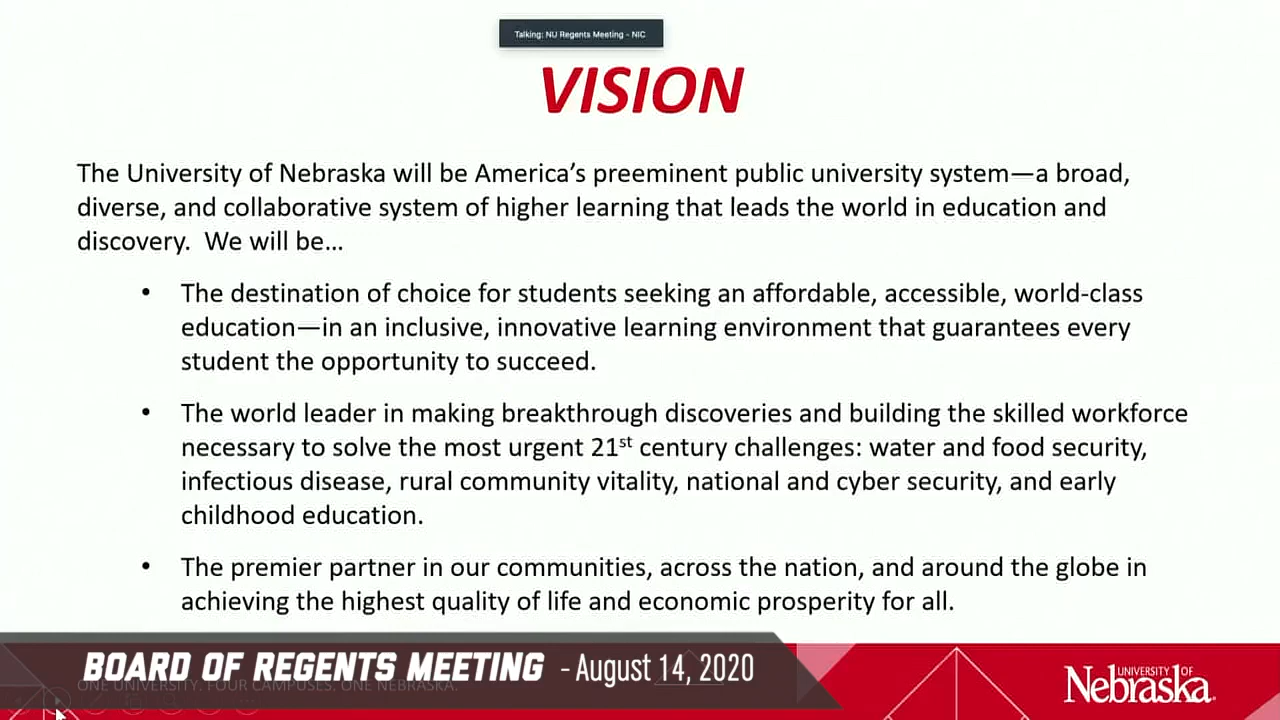 Talking: NU Regents Meeting - NIC
VISION
The University of Nebraska will be America’s preeminent public university system—a broad,
diverse, and collaborative system of higher learning that leads the world in education and
discovery.  We will be…
• The destination of choice for students seeking an affordable, accessible, world-class
education—in an inclusive, innovative learning environment that guarantees every
student the opportunity to succeed.
• The world leader in making breakthrough discoveries and building the skilled workforce
necessary to solve the most urgent 21st century challenges: water and food security,
infectious disease, rural community vitality, national and cyber security, and early
childhood education.
• The premier partner in our communities, across the nation, and around the globe in
achieving the highest quality of life and economic prosperity for all.
BOARD OF REGENTS MEETING - August 14, 2020
ONE UNIVERSITY. FOUR CAMPUSES. ONE NEBRASKA.
UNIVERSITY OF
Nebraska